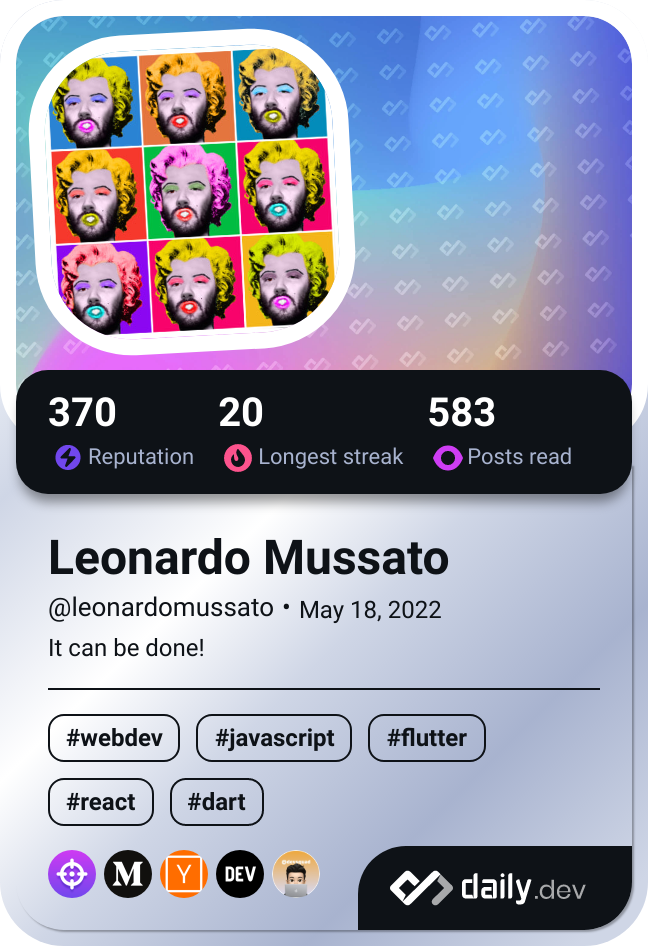 370 20 583
Reputation Longest streak Posts read
Leonardo Mussato
@leonardomussato • May 18, 2022
It can be done!
#webdev #javascript #flutter
#react #dart
M Y DEV
daily.dev